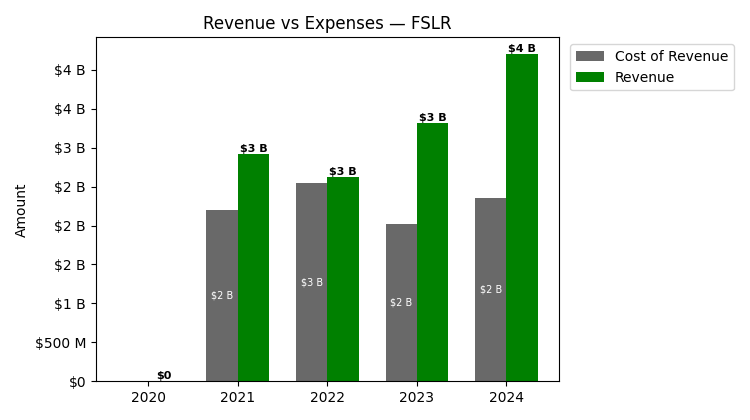 Revenue vs Expenses — FSLR
Cost of Revenue
Revenue
Amount
$4 B
$4 B
$3 B
$2 B
$2 B
$2 B
$1 B
$500 M
$0
$0
$2 B
$3 B
$3 B
$3 B
$2 B
$3 B
$2 B
$4 B
2020
2021
2022
2023
2024